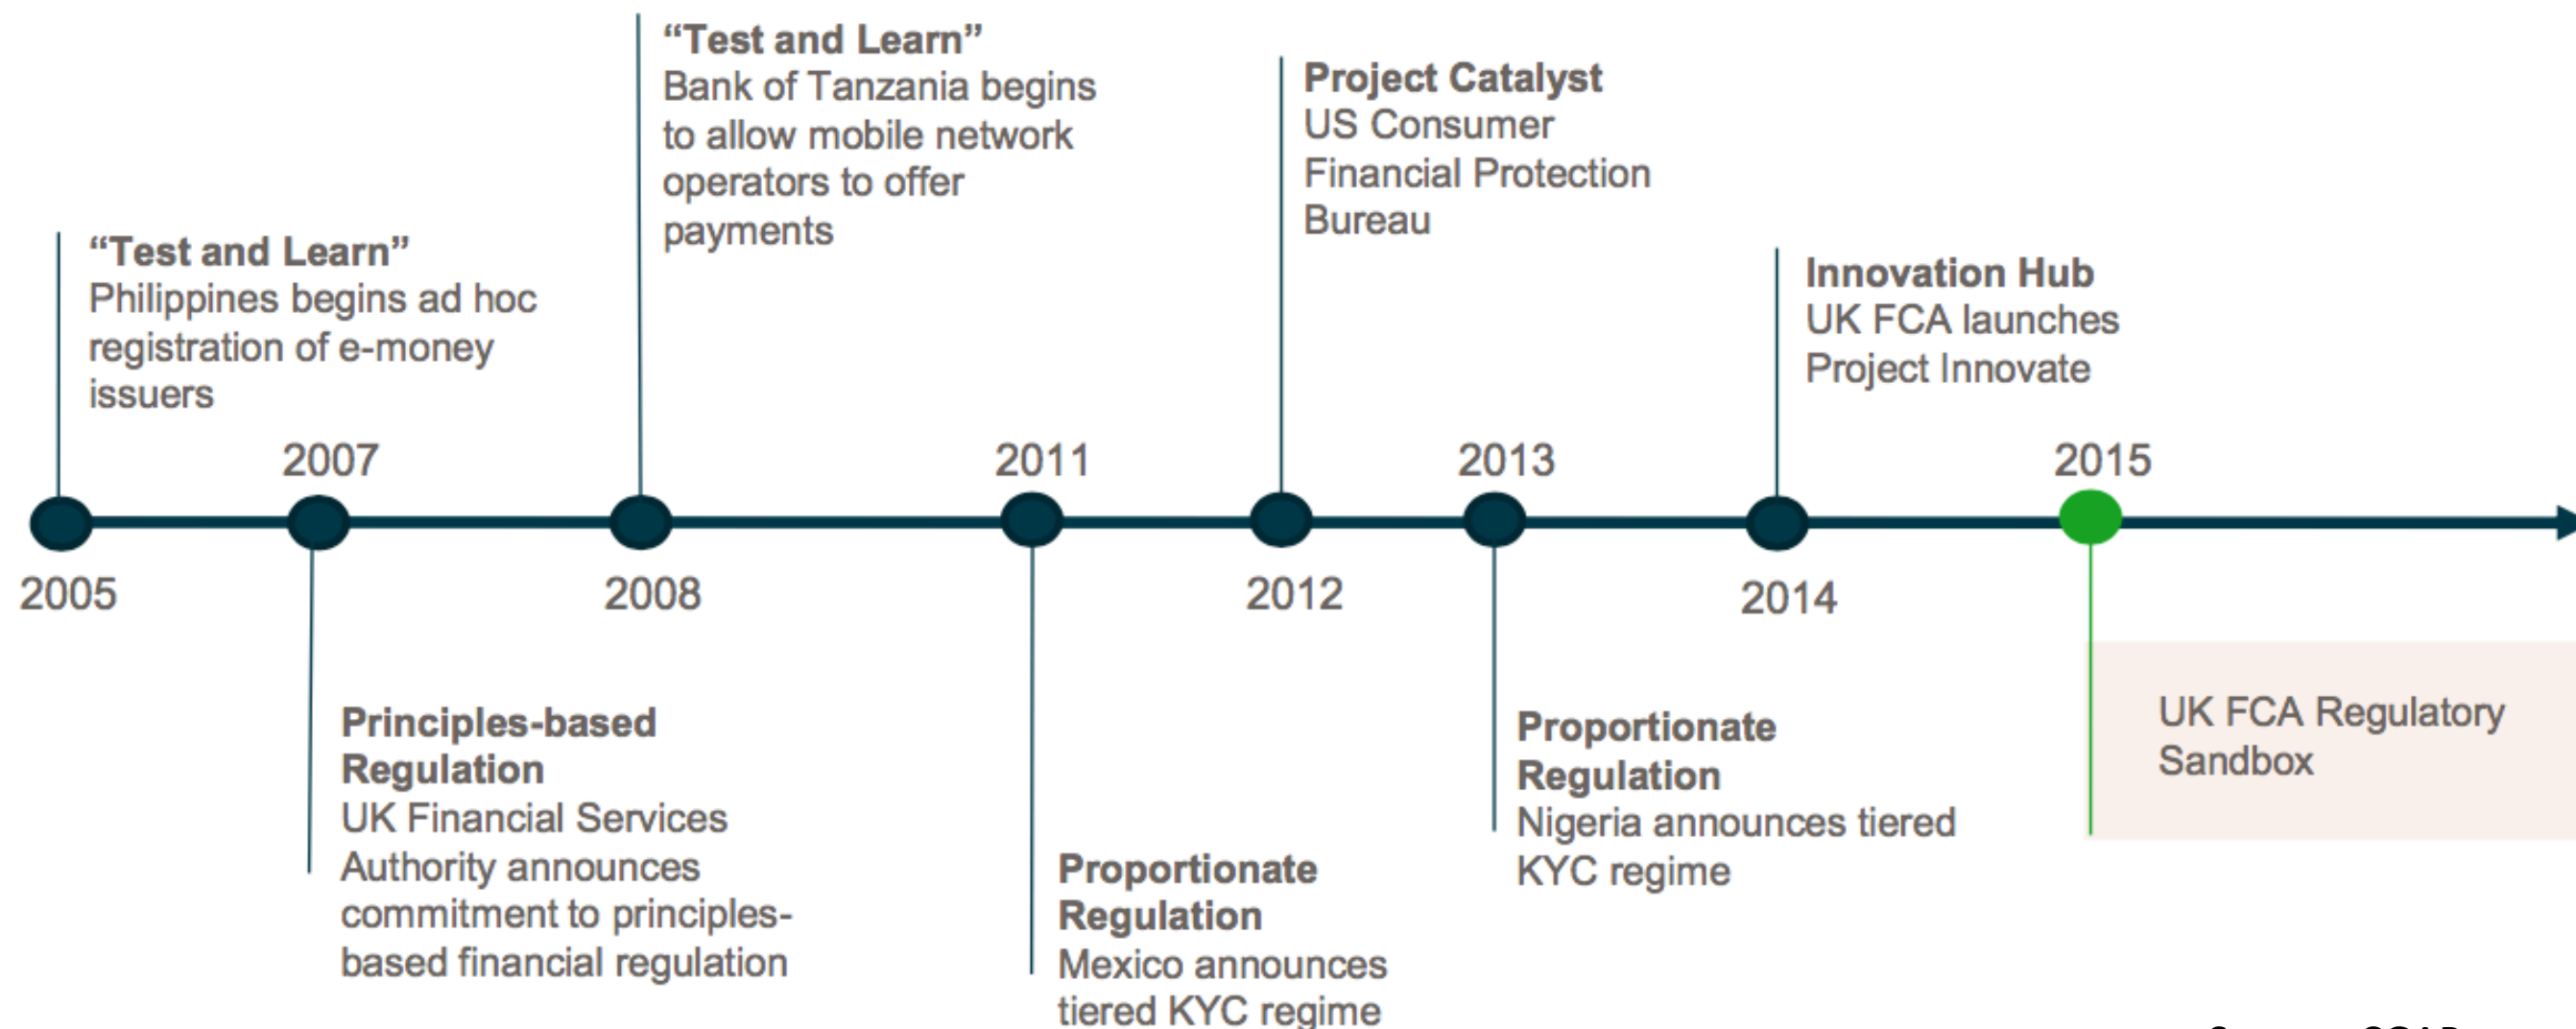 “Test and Learn”
Philippines begins ad hoc
registration of e-money
issuers
2005
2007
Principles-based
Regulation
UK Financial Services
Authority announces
commitment to principles-
based financial regulation
“Test and Learn”
Bank of Tanzania begins
to allow mobile network
operators to offer
payments
2008
2011
Proportionate
Regulation
Mexico announces
tiered KYC regime
Project Catalyst
US Consumer
Financial Protection
Bureau
2012
2013
Proportionate
Regulation
Nigeria announces tiered
KYC regime
Innovation Hub
UK FCA launches
Project Innovate
2014
2015
UK FCA Regulatory
Sandbox